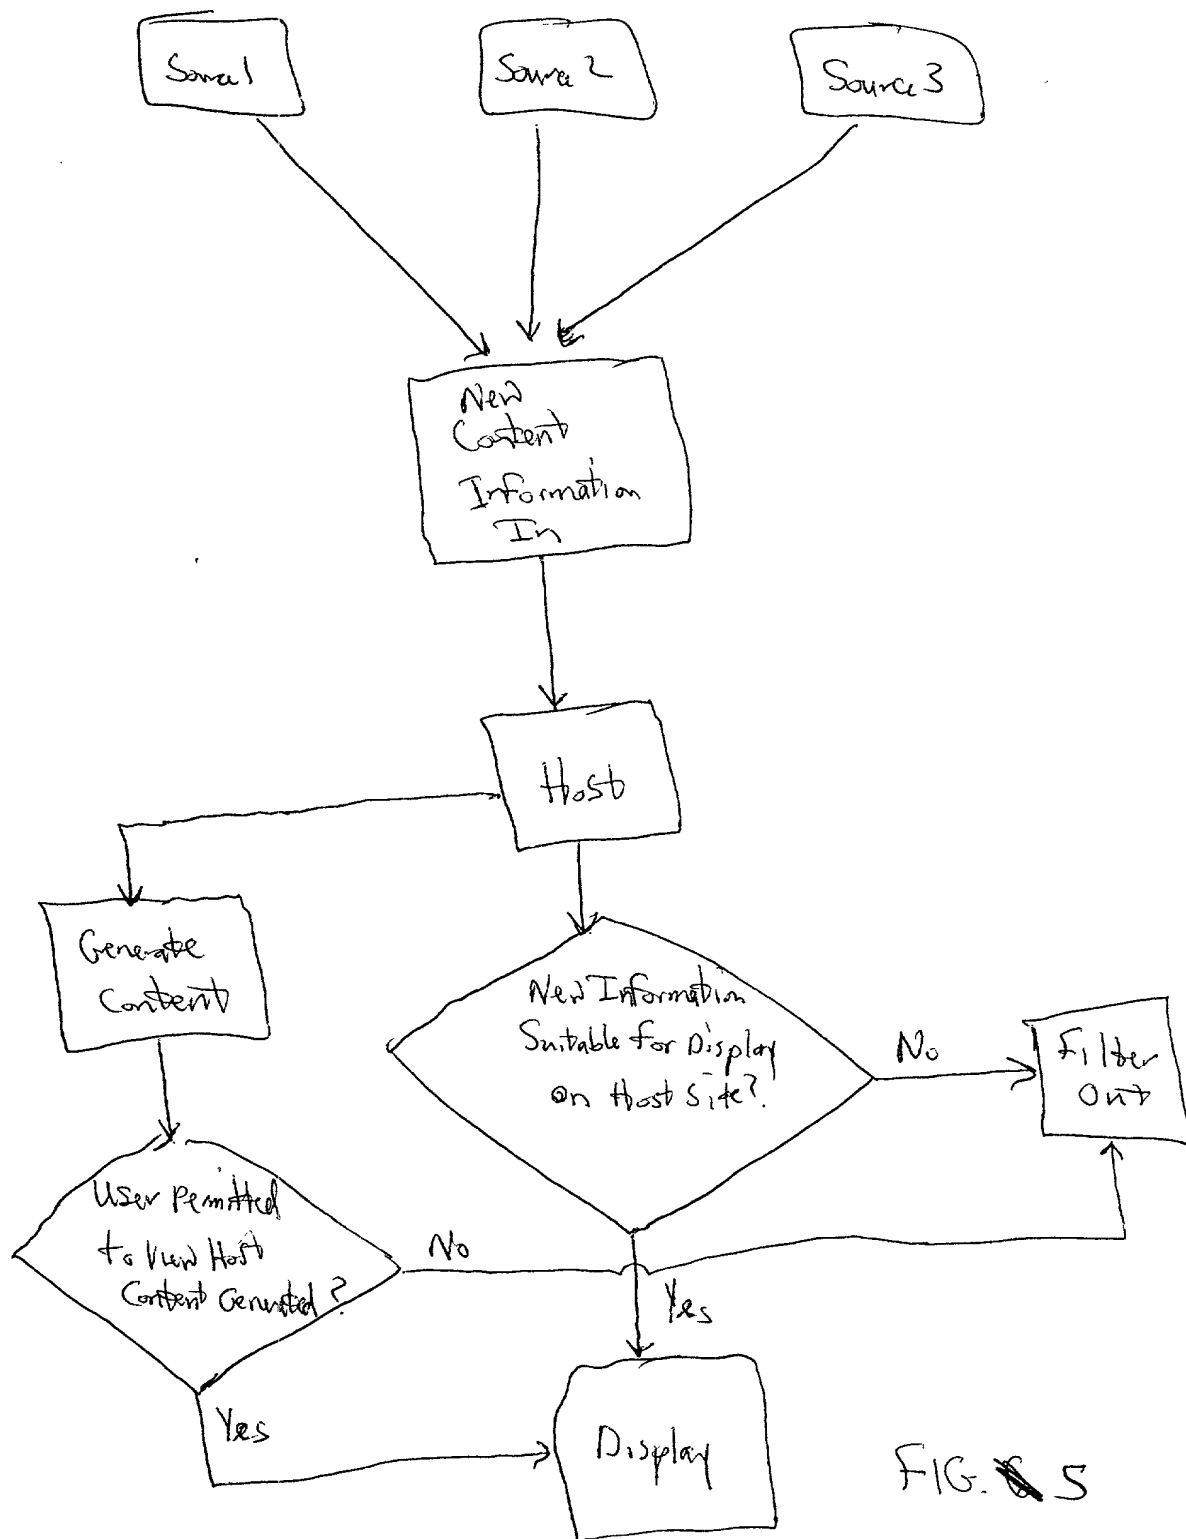 Source 1
Source 2
Source 3
New
Content
Information
In
Host
Generate
Content
New Information
Suitable for Display
on Host Site?
No
Filter
Out
User Permitted
to View Host
Content Generated?
No
Yes
Yes
Display
FIG. 5